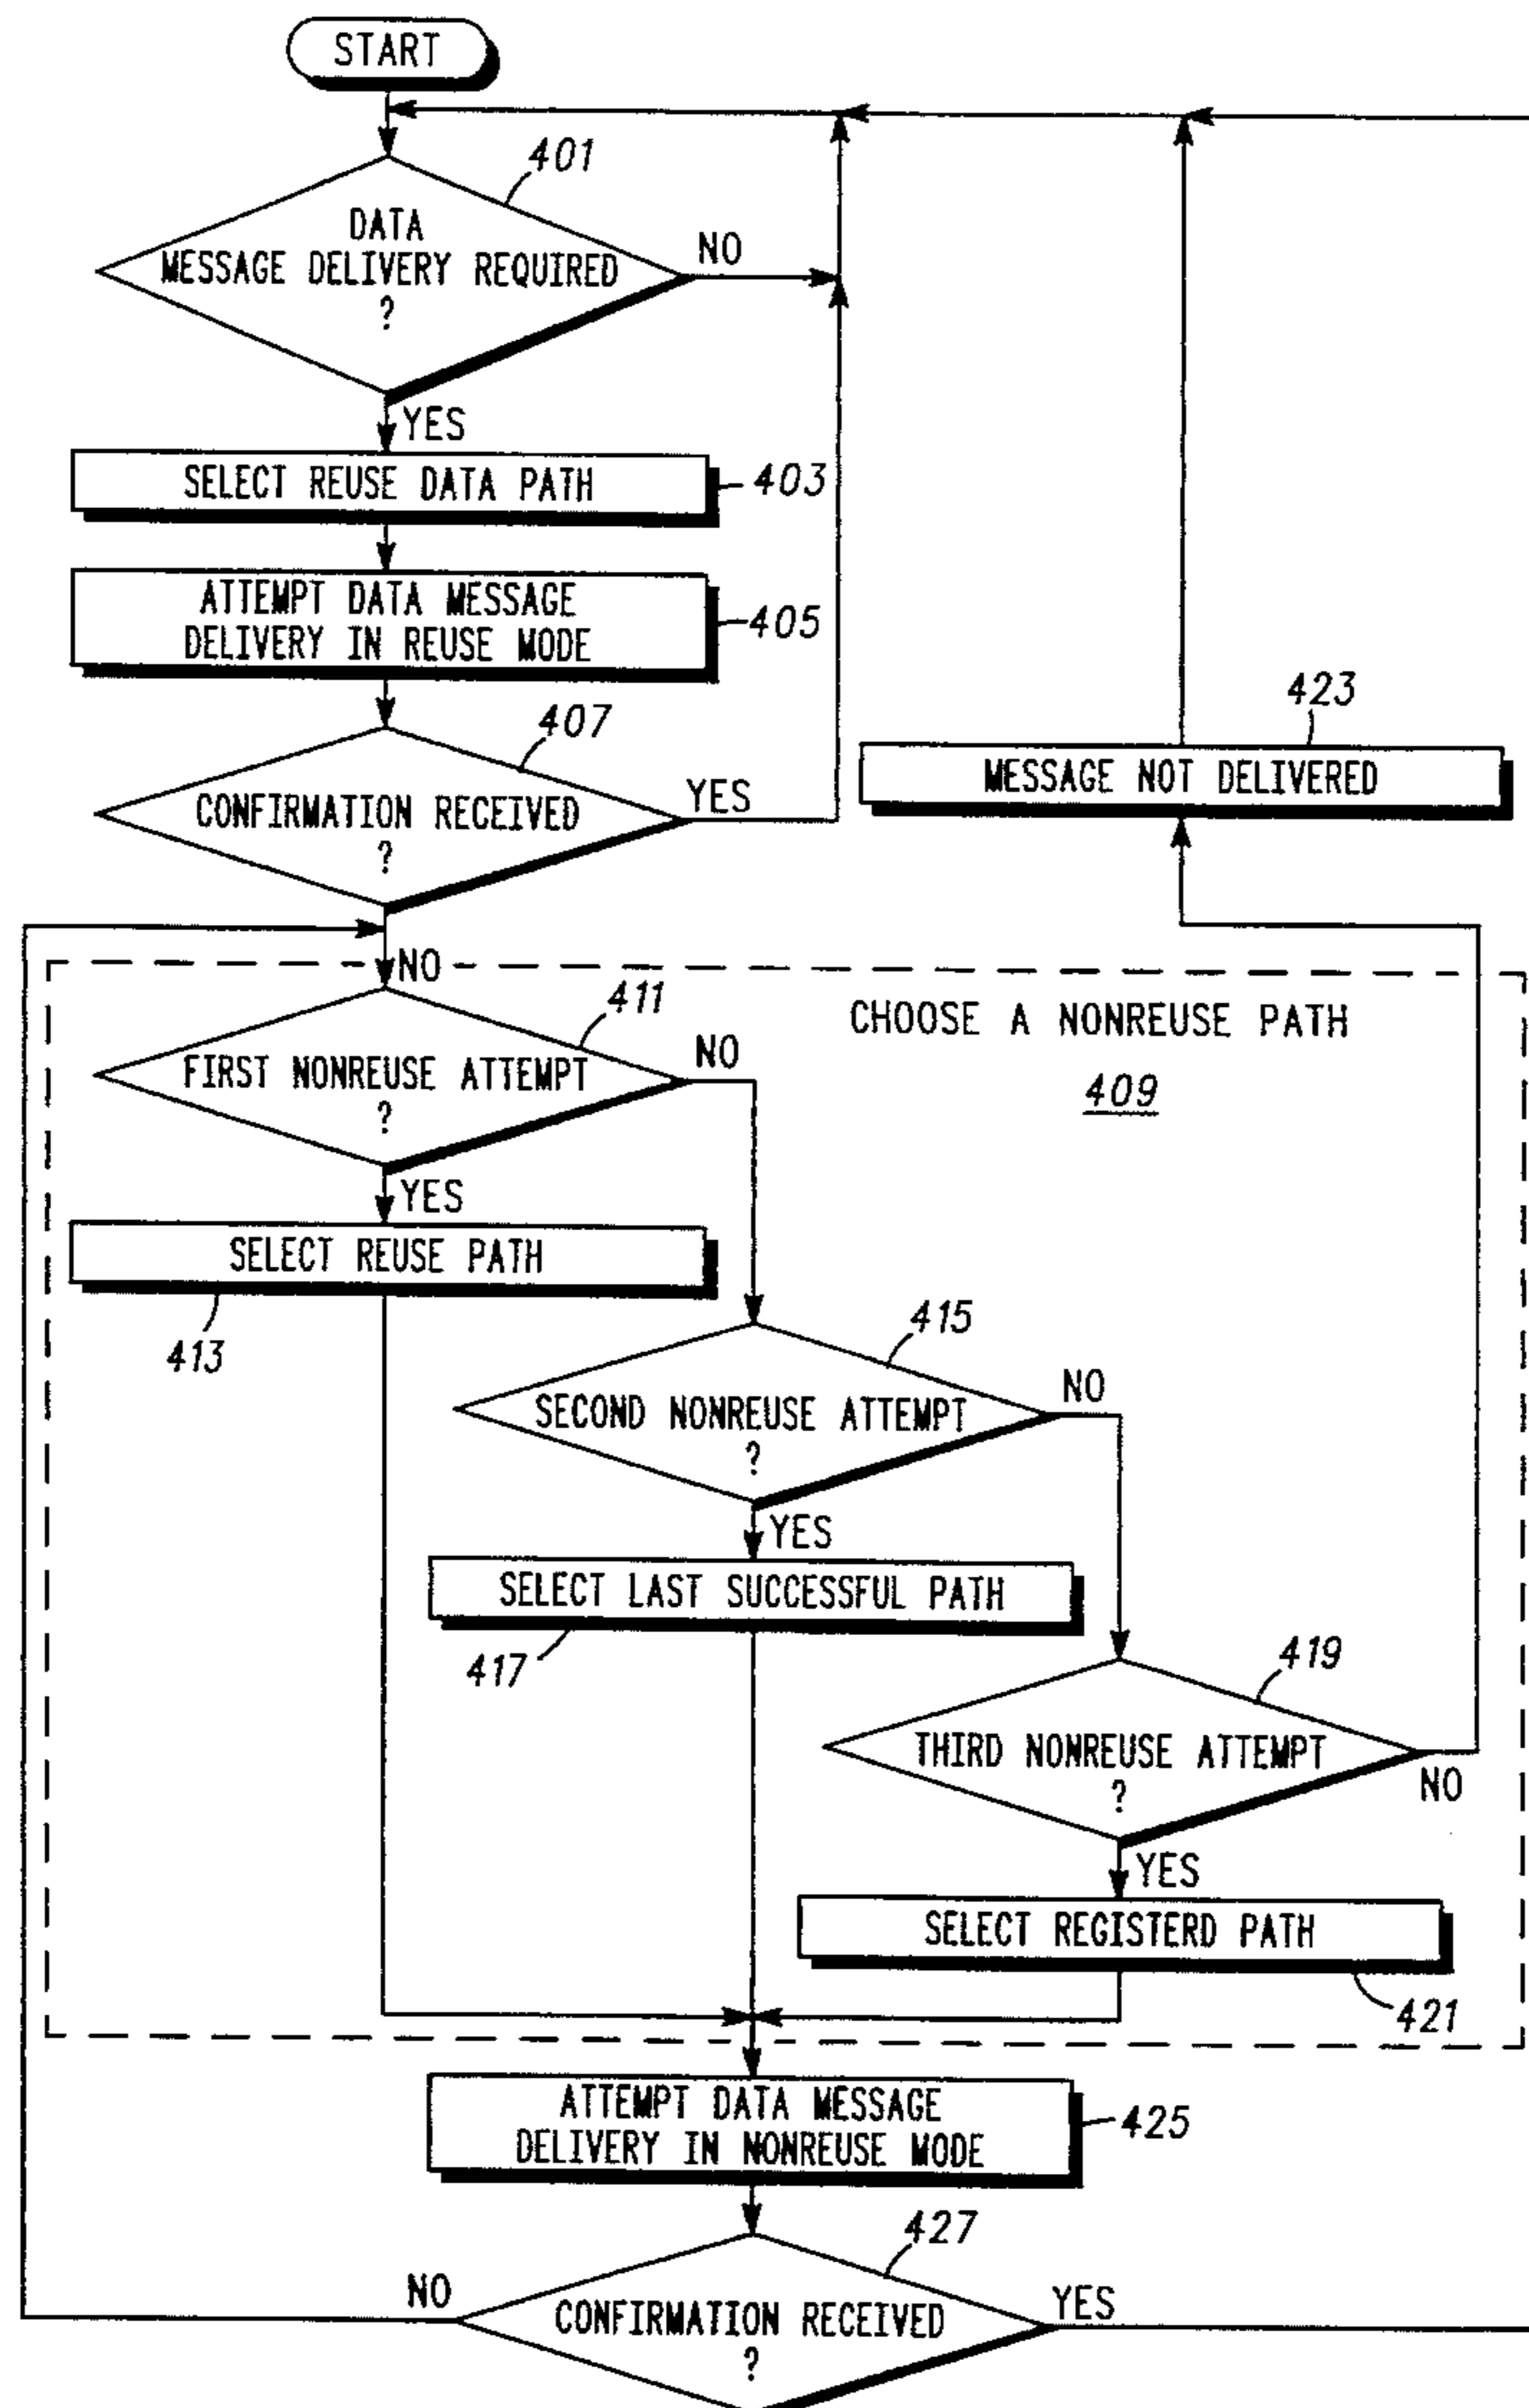 START
401
DATA
MESSAGE DELIVERY REQUIRED
?
NO
YES
SELECT REUSE DATA PATH
403
ATTEMPT DATA MESSAGE
DELIVERY IN REUSE MODE
405
407
CONFIRMATION RECEIVED
?
YES
423
MESSAGE NOT DELIVERED
NO
CHOOSE A NONREUSE PATH
409
411
FIRST NONREUSE ATTEMPT
?
NO
YES
SELECT REUSE PATH
413
415
SECOND NONREUSE ATTEMPT
?
NO
YES
SELECT LAST SUCCESSFUL PATH
417
419
THIRD NONREUSE ATTEMPT
?
NO
YES
SELECT REGISTERD PATH
421
ATTEMPT DATA MESSAGE
DELIVERY IN NONREUSE MODE
425
427
NO
CONFIRMATION RECEIVED
?
YES